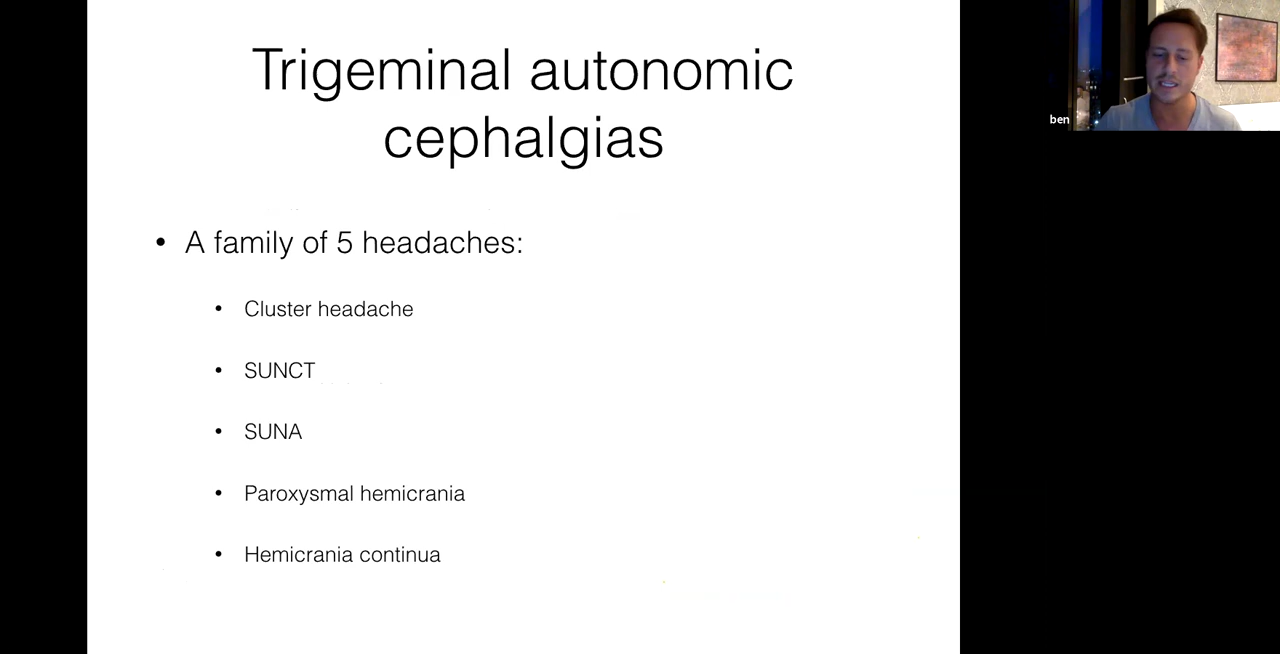 Trigeminal autonomic
cephalgias
• A family of 5 headaches:
• Cluster headache
• SUNCT
• SUNA
• Paroxysmal hemicrania
• Hemicrania continua
ben